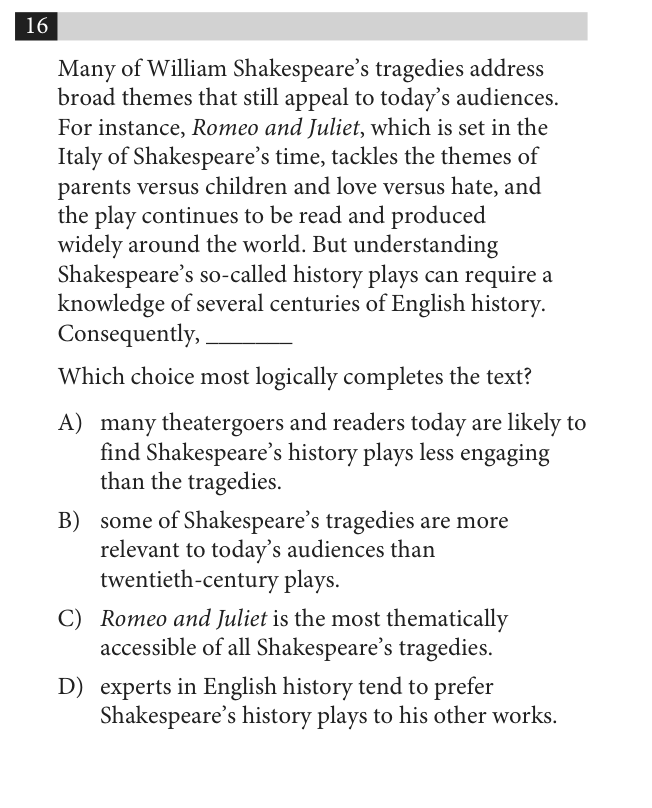 16
Many of William Shakespeare’s tragedies address
broad themes that still appeal to today’s audiences.
For instance, Romeo and Juliet, which is set in the
Italy of Shakespeare’s time, tackles the themes of
parents versus children and love versus hate, and
the play continues to be read and produced
widely around the world. But understanding
Shakespeare’s so-called history plays can require a
knowledge of several centuries of English history.
Consequently, _______
Which choice most logically completes the text?
A) many theatergoers and readers today are likely to
find Shakespeare’s history plays less engaging
than the tragedies.
B) some of Shakespeare’s tragedies are more
relevant to today’s audiences than
twentieth-century plays.
C) Romeo and Juliet is the most thematically
accessible of all Shakespeare’s tragedies.
D) experts in English history tend to prefer
Shakespeare’s history plays to his other works.